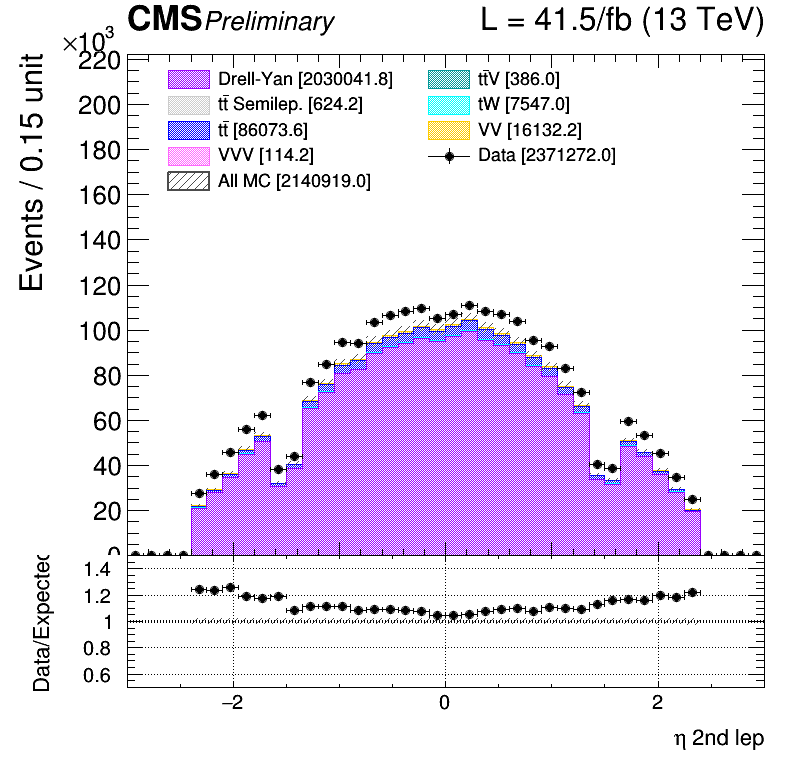 CMS Preliminary L = 41.5/fb (13 TeV)
×10³
Events / 0.15 unit
220
200
180
160
140
120
100
80
60
40
20
0
Drell-Yan [2030041.8]
tt̄ Semilep. [624.2]
tt̄ [86073.6]
VVV [114.2]
All MC [2140919.0]
tt̄V [386.0]
tW [7547.0]
VV [16132.2]
Data [2371272.0]
Data/Expected
1.4
1.2
1
0.8
0.6
−2 0 2
η 2nd lep